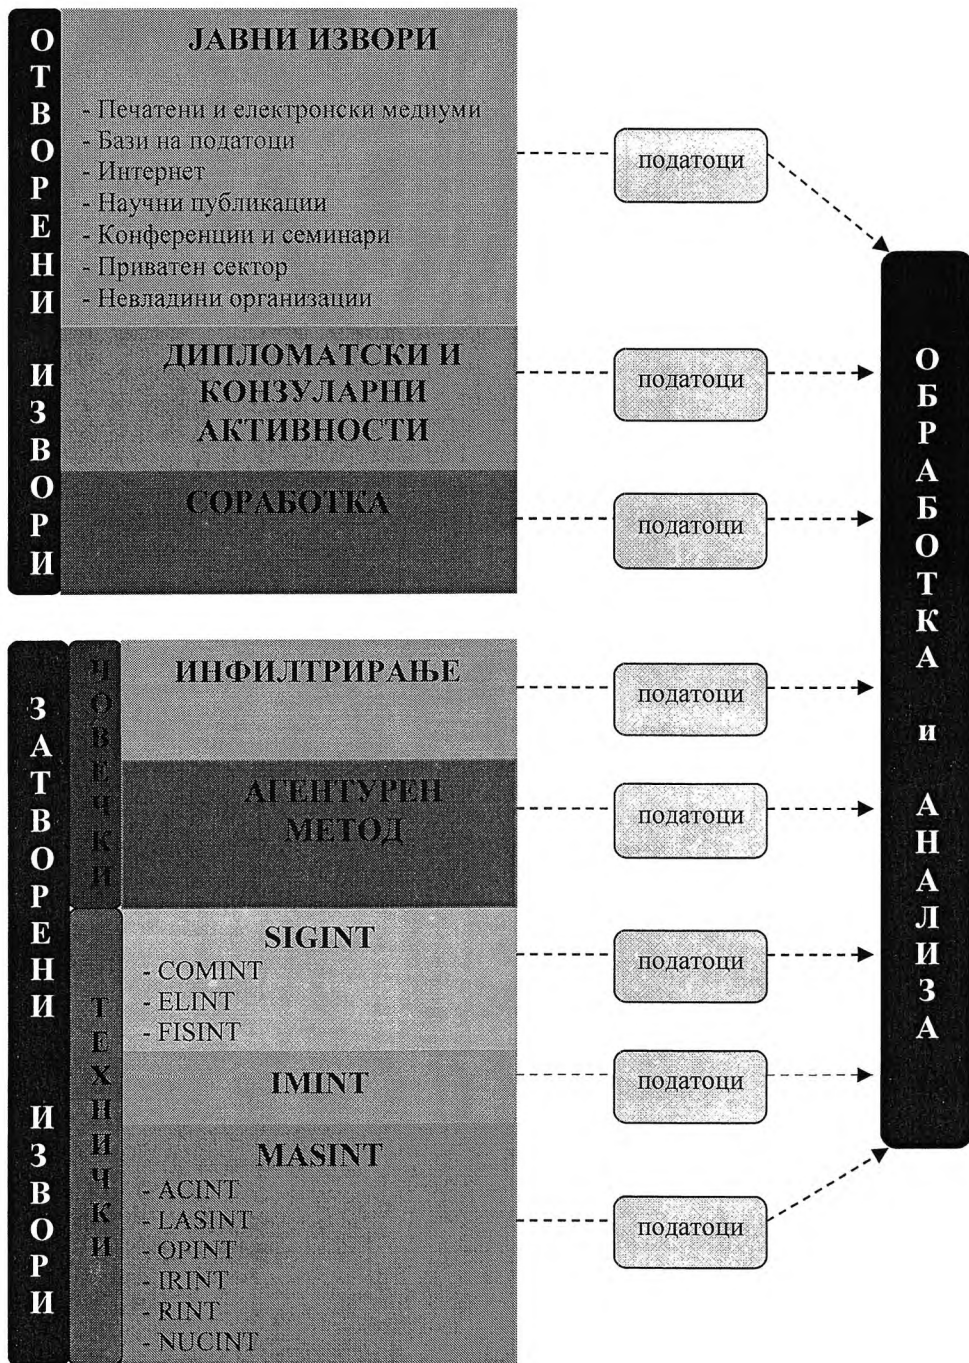 ОТВОРЕНИ ИЗВОРИ
ЈАВНИ ИЗВОРИ
- Печатени и електронски медиуми
- Бази на податоци
- Интернет
- Научни публикации
- Конференции и семинари
- Приватен сектор
- Невладини организации
податоци
ДИПЛОМАТСКИ И
КОНЗУЛАРНИ
АКТИВНОСТИ
податоци
СОРАБОТКА
податоци
ЗАТВОРЕНИ ИЗВОРИ
ЧОВЕЧКИ
ИНФИЛТРИРАЊЕ
податоци
АГЕНТУРЕН
МЕТОД
податоци
ТЕХНИЧКИ
SIGINT
- COMINT
- ELINT
- FISINT
податоци
IMINT
податоци
MASINT
- ACINT
- LASINT
- OPINT
- IRINT
- RINT
- NUCINT
податоци
ОБРАБОТКА и АНАЛИЗА